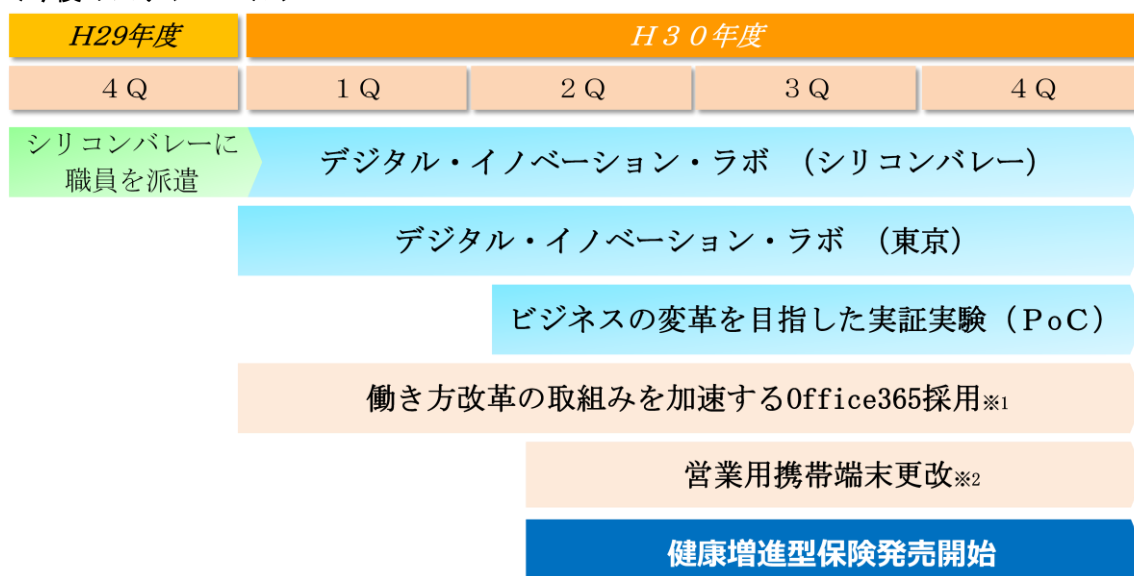 H29年度
Ｈ３０年度
４Ｑ
１Ｑ
２Ｑ
３Ｑ
４Ｑ
シリコンバレーに
職員を派遣
デジタル・イノベーション・ラボ （シリコンバレー）
デジタル・イノベーション・ラボ （東京）
ビジネスの変革を目指した実証実験（ＰｏＣ）
働き方改革の取組みを加速するOffice365採用※1
営業用携帯端末更改※2
健康増進型保険発売開始